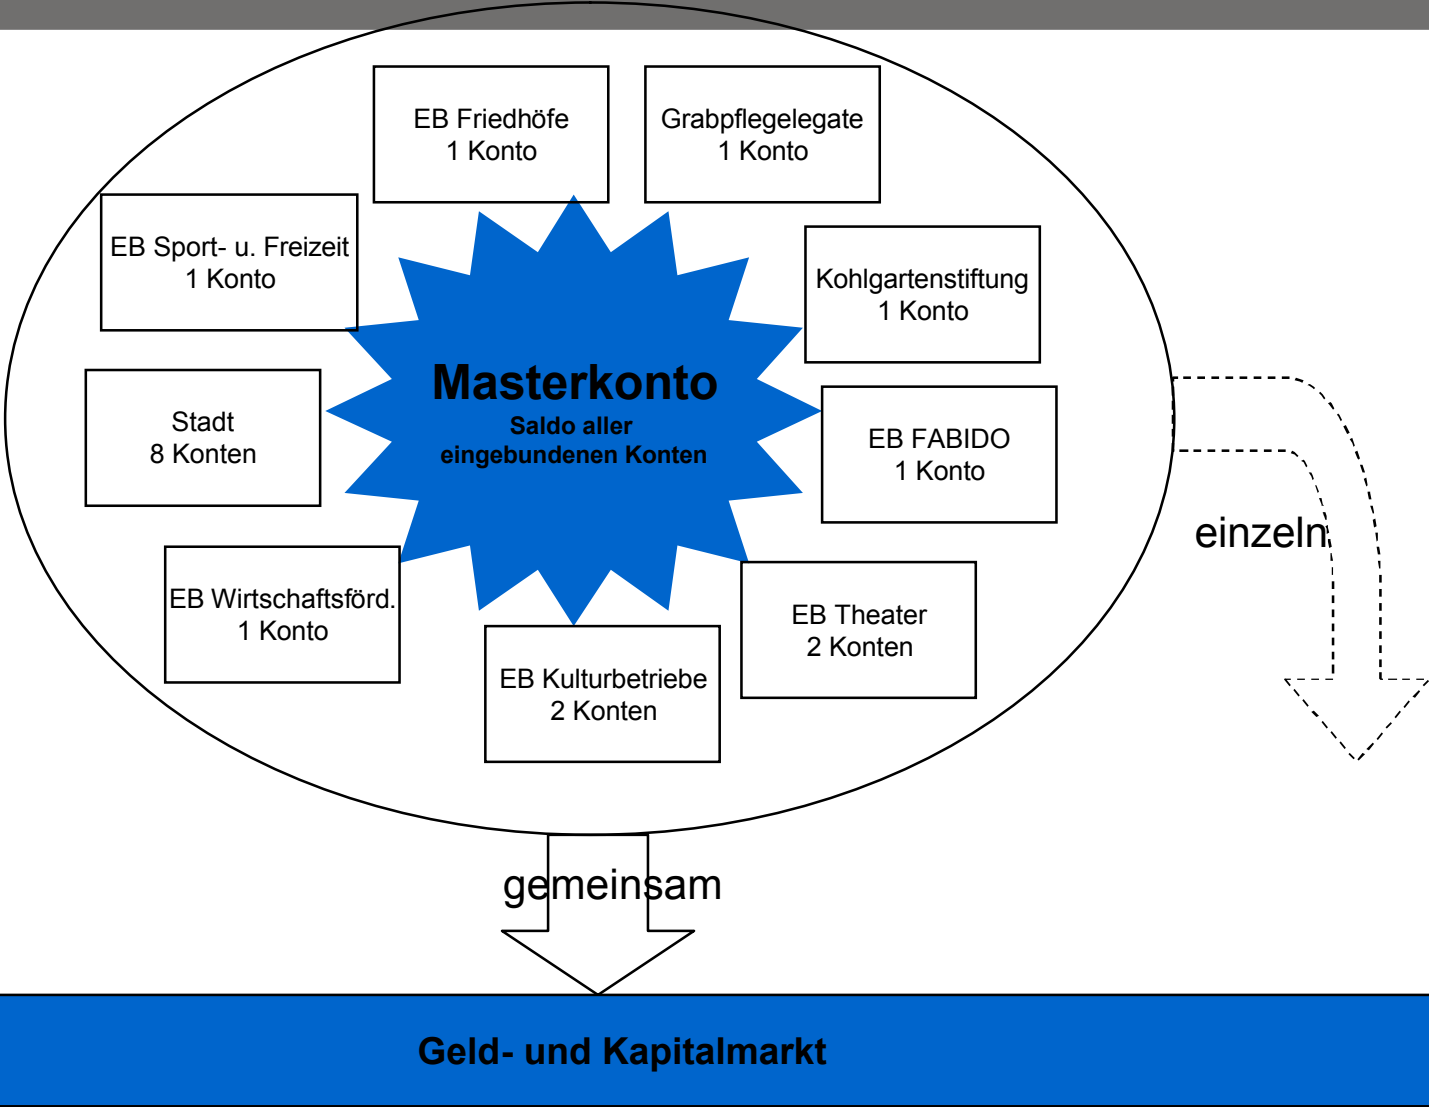 EB Friedhöfe
1 Konto
Grabpflegelegate
1 Konto
EB Sport- u. Freizeit
1 Konto
Kohlgartenstiftung
1 Konto
Masterkonto
Saldo aller
eingebundenen Konten
Stadt
8 Konten
EB FABIDO
1 Konto
einzeln
EB Wirtschaftsförd.
1 Konto
EB Theater
2 Konten
EB Kulturbetriebe
2 Konten
gemeinsam
Geld- und Kapitalmarkt